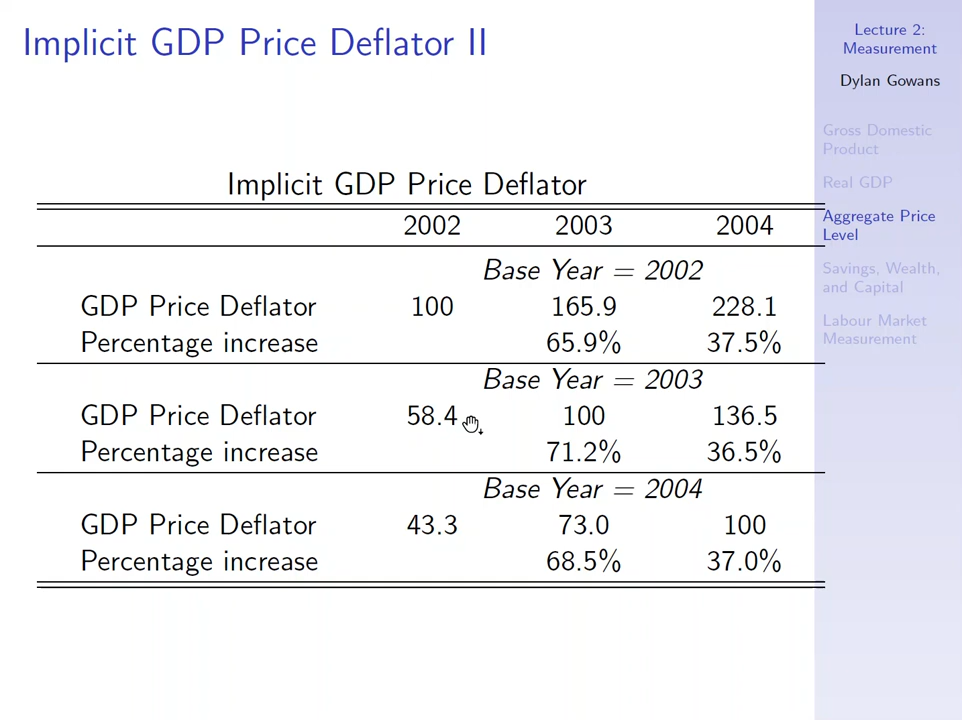 Implicit GDP Price Deflator II
Implicit GDP Price Deflator
2002 2003 2004
Base Year = 2002
GDP Price Deflator 100 165.9 228.1
Percentage increase 65.9% 37.5%
Base Year = 2003
GDP Price Deflator 58.4 100 136.5
Percentage increase 71.2% 36.5%
Base Year = 2004
GDP Price Deflator 43.3 73.0 100
Percentage increase 68.5% 37.0%
Lecture 2:
Measurement
Dylan Gowans
Gross Domestic
Product
Real GDP
Aggregate Price
Level
Savings, Wealth,
and Capital
Labour Market
Measurement